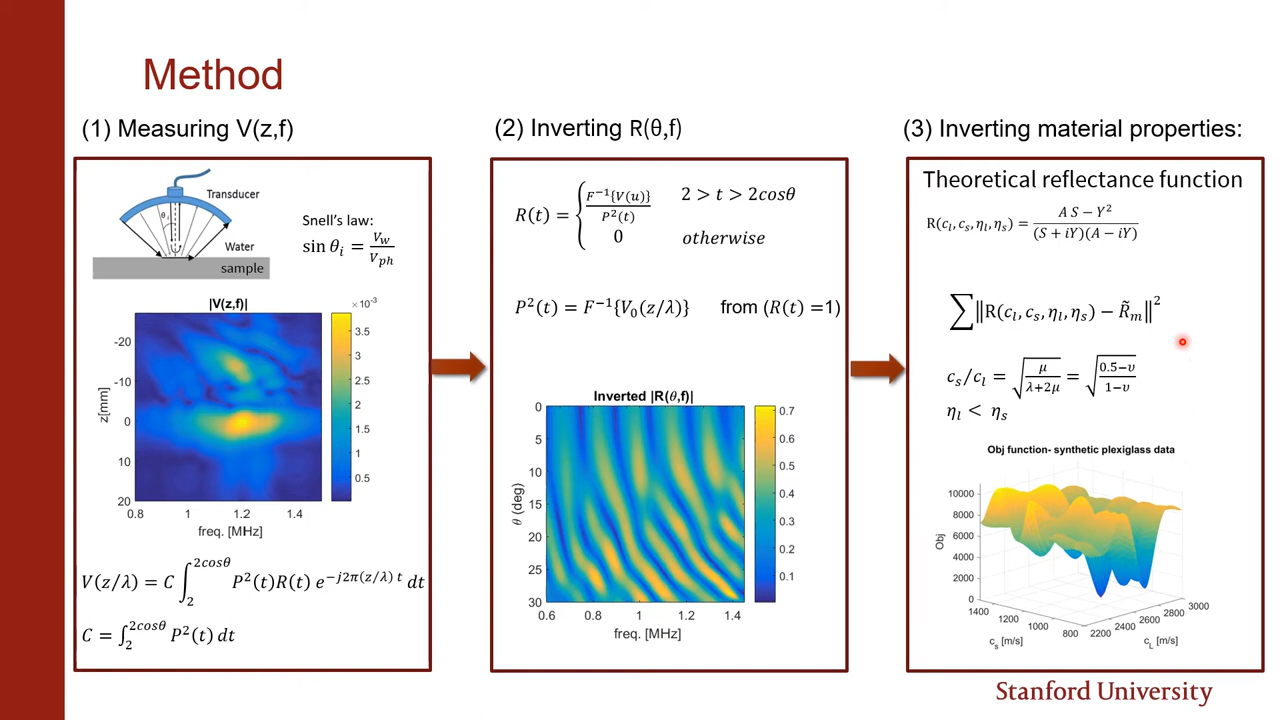 Method
(1) Measuring V(z,f)
Transducer
θ_i
Water
sample
Snell's law:
sin θ_i = V_w / V_ph
|V(z,f)|
×10^-3
3.5
3
2.5
2
1.5
1
0.5
-20
-10
0
10
20
z[mm]
0.8 1 1.2 1.4
freq. [MHz]
V(z/λ) = C ∫_2^{2cosθ} P²(t)R(t) e^{−j2π(z/λ) t} dt
C = ∫_2^{2cosθ} P²(t) dt
(2) Inverting R(θ,f)
R(t) = { F⁻¹{V(u)} / P²(t) 2 > t > 2cosθ
0 otherwise
P²(t) = F⁻¹{V₀(z/λ)} from (R(t) =1)
Inverted |R(θ,f)|
0
5
10
15
20
25
30
θ (deg)
0.6 0.8 1 1.2 1.4
freq. [MHz]
0.7
0.6
0.5
0.4
0.3
0.2
0.1
(3) Inverting material properties:
Theoretical reflectance function
R(c_l, c_s, η_l, η_s) = (A S − Y²) / ((S + iY)(A − iY))
∑‖R(c_l, c_s, η_l, η_s) − R̃_m‖²
c_s/c_l = √(μ / (λ+2μ)) = √((0.5−υ) / (1−υ))
η_l < η_s
Obj function- synthetic plexiglass data
10000
8000
6000
4000
2000
0
Obj
1400 1200 1000 800
c_s [m/s]
2200 2400 2600 2800 3000
c_L [m/s]
Stanford University